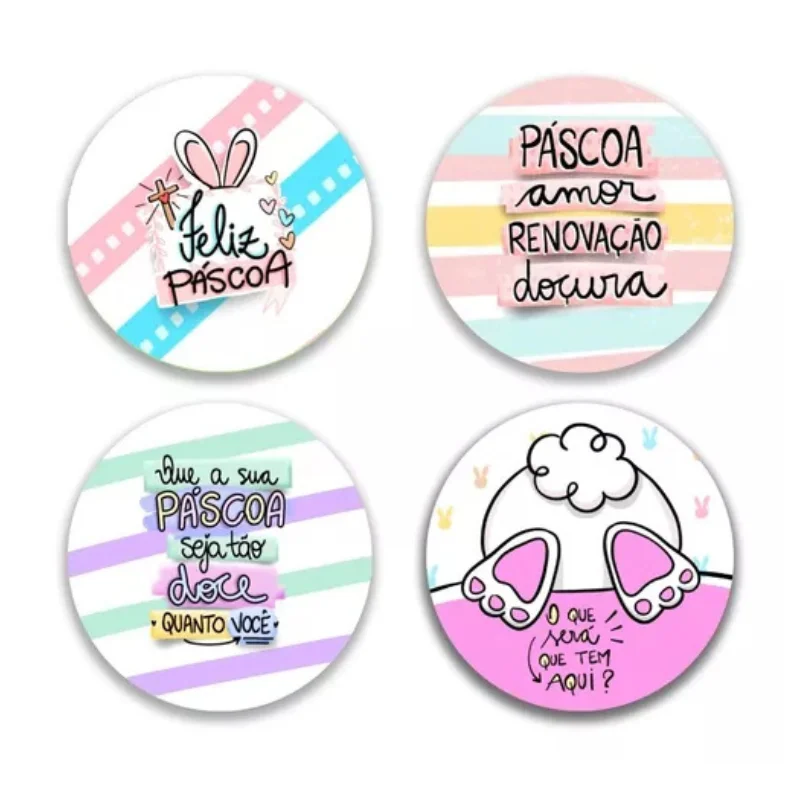 Feliz
PÁSCOA
PÁSCOA
amor
RENOVAÇÃO
doçura
Que a sua
PÁSCOA
seja tão
doce
QUANTO VOCÊ
O QUE
será
QUE TEM
AQUI?